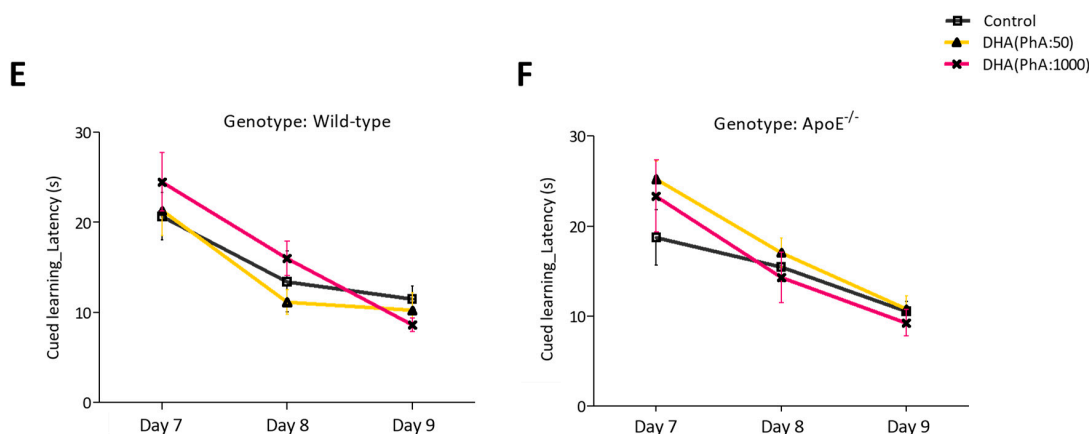 Control
DHA(PhA:50)
DHA(PhA:1000)
E
Genotype: Wild-type
Cued learning_Latency (s)
30
20
10
0
Day 7
Day 8
Day 9
F
Genotype: ApoE-/-
Cued learning_Latency (s)
30
20
10
0
Day 7
Day 8
Day 9